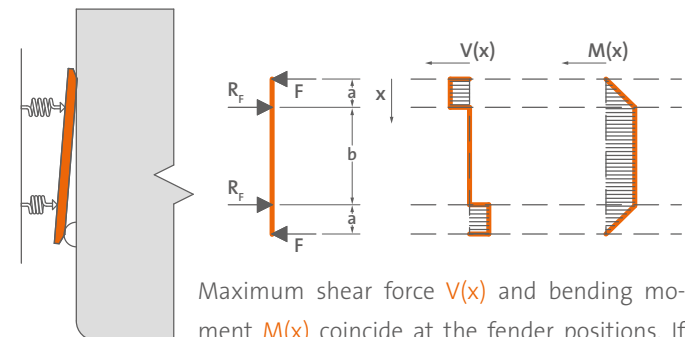 V(x) M(x)
F
a
x
R_F
b
R_F
a
F
Maximum shear force V(x) and bending mo-
ment M(x) coincide at the fender positions. If